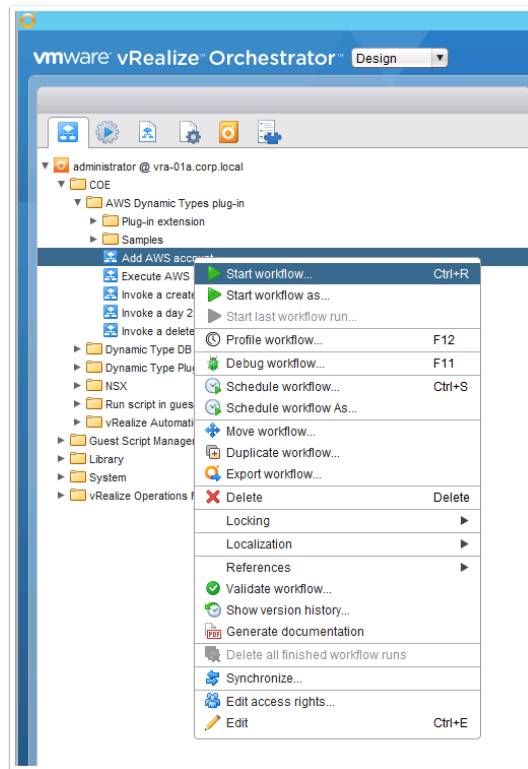 vmware vRealize™ Orchestrator™ Design
administrator @ vra-01a.corp.local
COE
AWS Dynamic Types plug-in
Plug-in extension
Samples
Add AWS account
Execute AWS
Invoke a create
Invoke a day 2
Invoke a delete
Dynamic Type DB
Dynamic Type Plu
NSX
Run script in gues
vRealize Automati
Guest Script Manager
Library
System
vRealize Operations
Start workflow... Ctrl+R
Start workflow as...
Start last workflow run...
Profile workflow... F12
Debug workflow... F11
Schedule workflow... Ctrl+S
Schedule workflow As...
Move workflow...
Duplicate workflow...
Export workflow...
Delete Delete
Locking
Localization
References
Validate workflow...
Show version history...
PDF Generate documentation
Delete all finished workflow runs
Synchronize...
Edit access rights...
Edit Ctrl+E